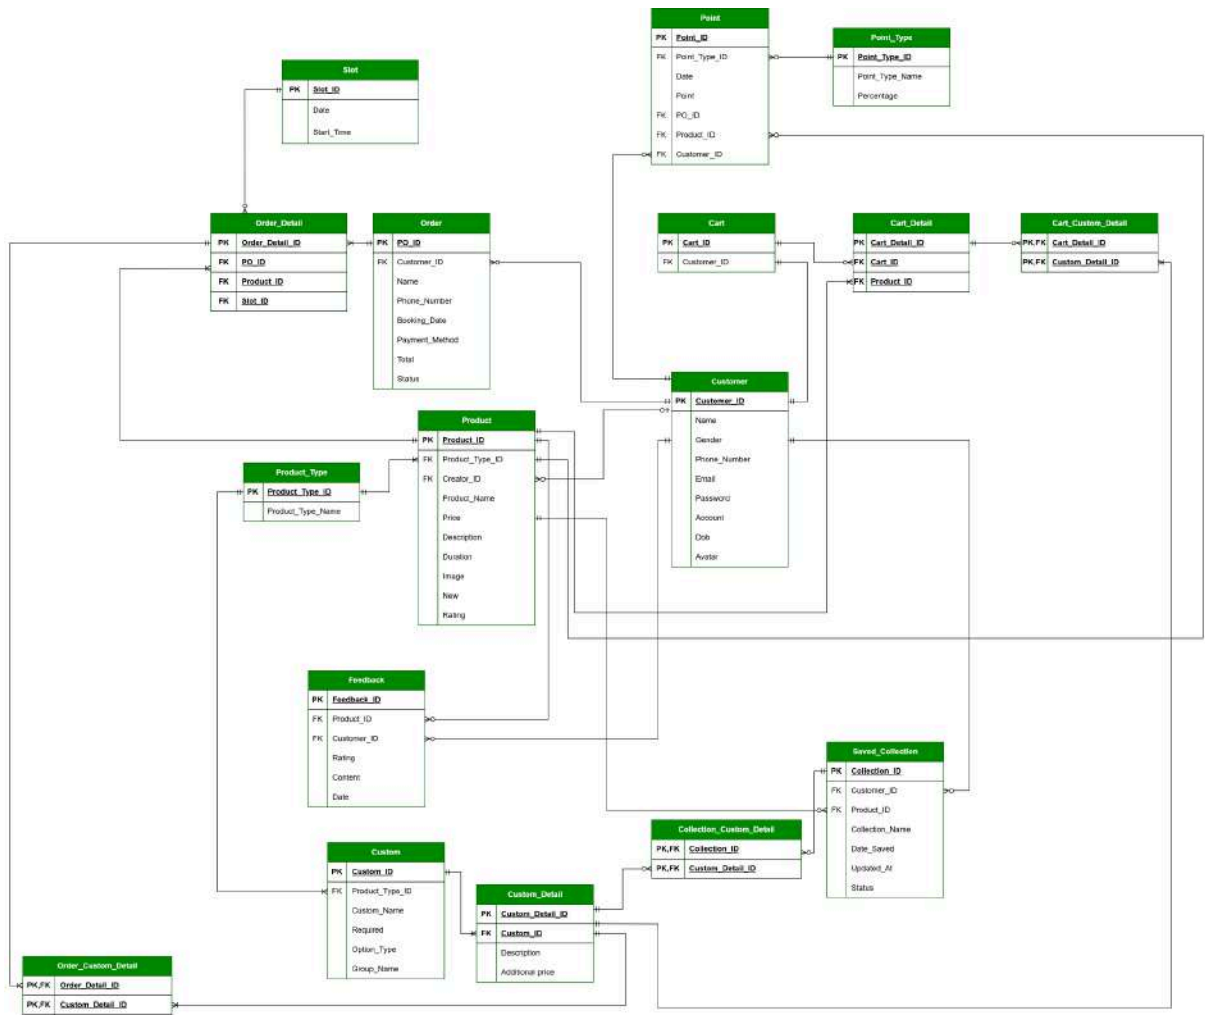 Point
PK Point_ID
FK Point_Type_ID
Date
Point
FK PO_ID
FK Product_ID
FK Customer_ID
Point_Type
PK Point_Type_ID
Point_Type_Name
Percentage
Slot
PK Slot_ID
Date
Start_Time
Order_Detail
PK Order_Detail_ID
FK PO_ID
FK Product_ID
FK Slot_ID
Order
PK PO_ID
FK Customer_ID
Name
Phone_Number
Booking_Date
Payment_Method
Total
Status
Cart
PK Cart_ID
FK Customer_ID
Cart_Detail
PK Cart_Detail_ID
FK Cart_ID
FK Product_ID
Cart_Custom_Detail
PK,FK Cart_Detail_ID
PK,FK Custom_Detail_ID
Customer
PK Customer_ID
Name
Gender
Phone_Number
Email
Password
Account
Dob
Avatar
Product
PK Product_ID
FK Product_Type_ID
FK Creator_ID
Product_Name
Price
Description
Duration
Image
New
Rating
Product_Type
PK Product_Type_ID
Product_Type_Name
Feedback
PK Feedback_ID
FK Product_ID
FK Customer_ID
Rating
Content
Date
Saved_Collection
PK Collection_ID
FK Customer_ID
FK Product_ID
Collection_Name
Date_Saved
Updated_At
Status
Collection_Custom_Detail
PK,FK Collection_ID
PK,FK Custom_Detail_ID
Custom
PK Custom_ID
FK Product_Type_ID
Custom_Name
Required
Option_Type
Group_Name
Custom_Detail
PK Custom_Detail_ID
FK Custom_ID
Description
Additional price
Order_Custom_Detail
PK,FK Order_Detail_ID
PK,FK Custom_Detail_ID